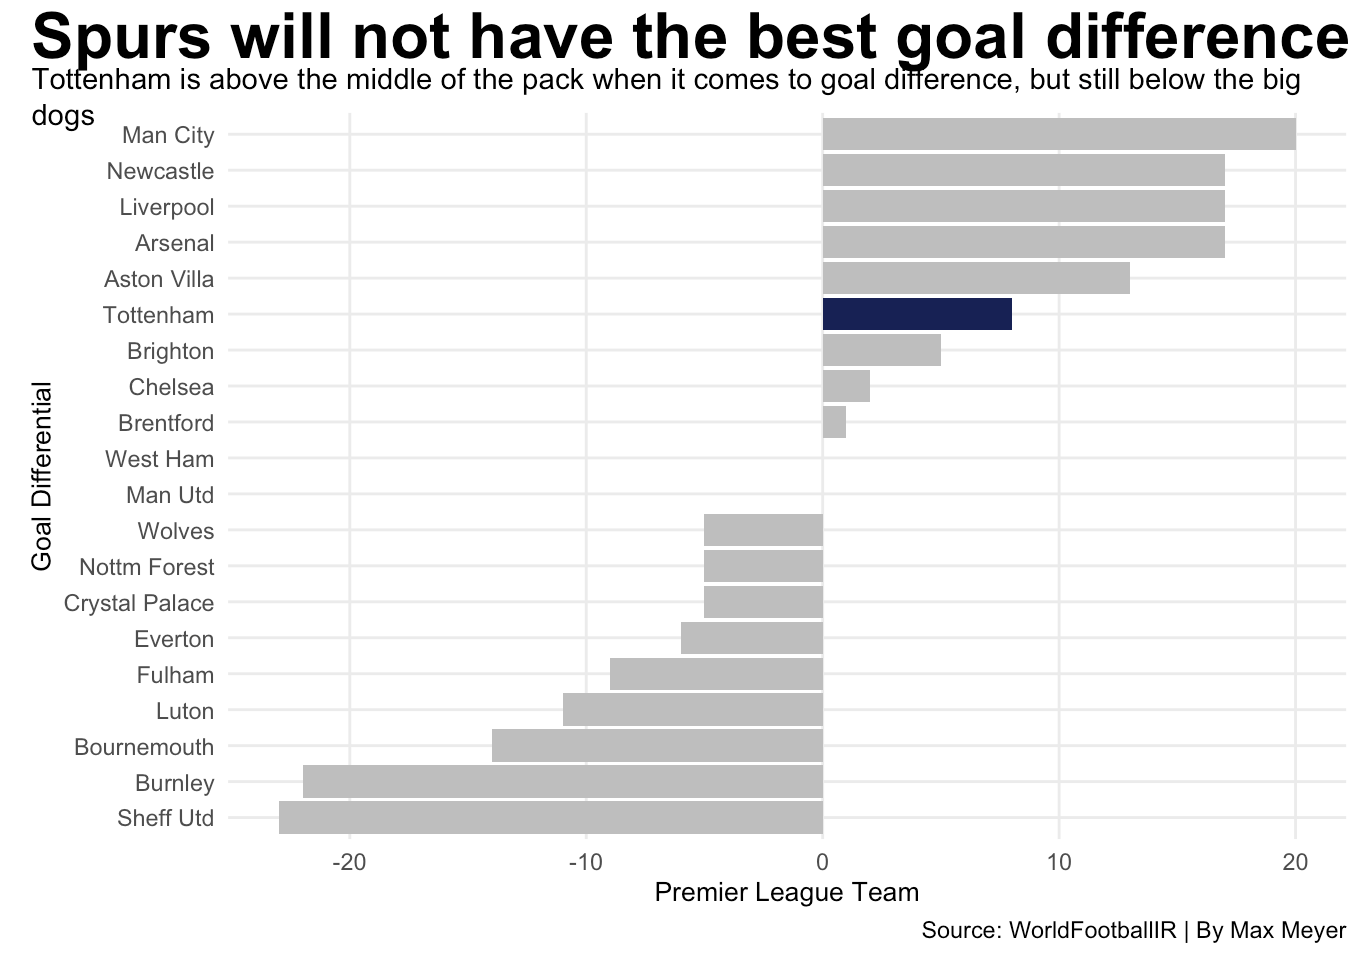 Spurs will not have the best goal difference
Tottenham is above the middle of the pack when it comes to goal difference, but still below the big
dogs
Man City
Newcastle
Liverpool
Arsenal
Aston Villa
Tottenham
Brighton
Chelsea
Brentford
West Ham
Man Utd
Wolves
Nottm Forest
Crystal Palace
Everton
Fulham
Luton
Bournemouth
Burnley
Sheff Utd
Goal Differential
-20 -10 0 10 20
Premier League Team
Source: WorldFootballIR | By Max Meyer